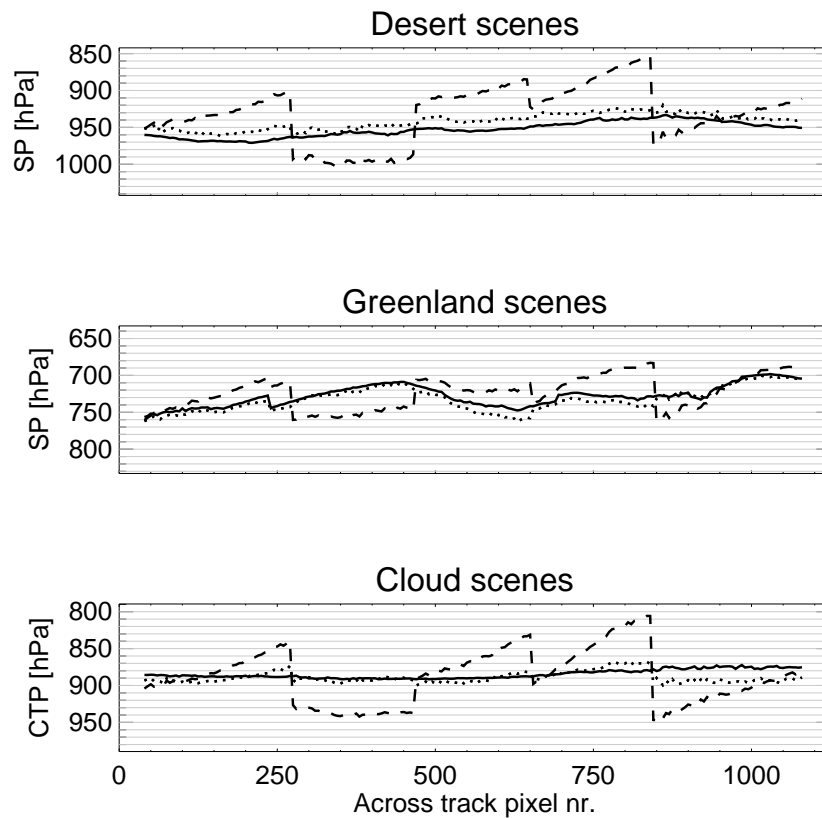 Desert scenes
850
900
950
1000
SP [hPa]
Greenland scenes
650
700
750
800
SP [hPa]
Cloud scenes
800
850
900
950
CTP [hPa]
0 250 500 750 1000
Across track pixel nr.